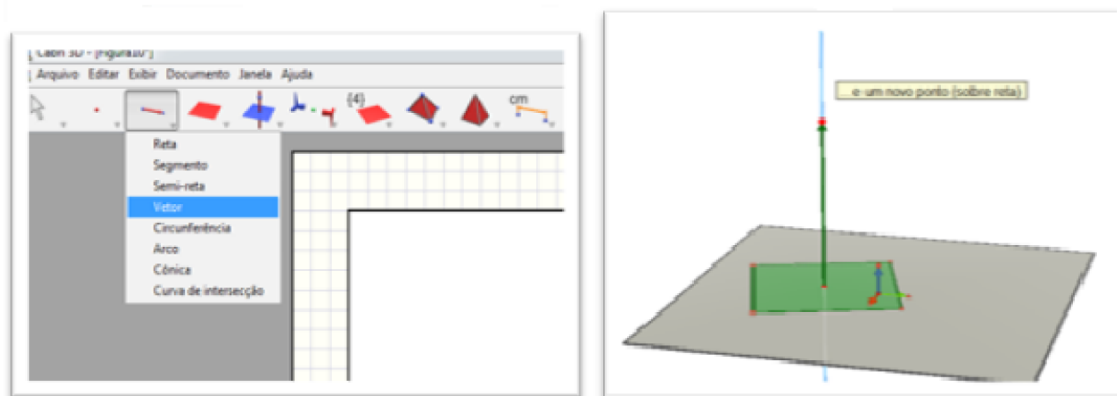 Cabri 3D - [Figura10*]
Arquivo Editar Exibir Documento Janela Ajuda
{4}
cm
Reta
Segmento
Semi-reta
Vetor
Circunferência
Arco
Cônica
Curva de intersecção
... e um novo ponto (sobre reta)